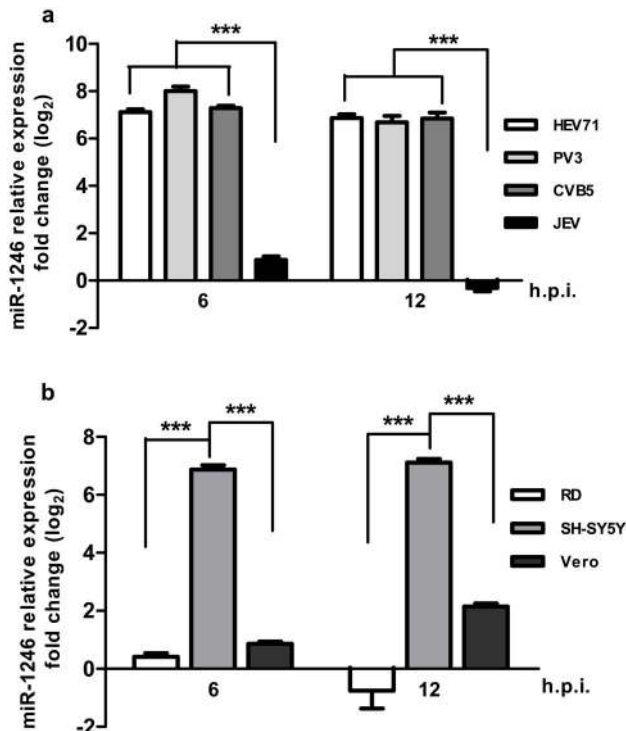 a
miR-1246 relative expression
fold change (log2)
10
8
6
4
2
0
-2
***
***
6
12
h.p.i.
HEV71
PV3
CVB5
JEV
b
miR-1246 relative expression
fold change (log2)
8
6
4
2
0
-2
***
***
***
***
6
12
h.p.i.
RD
SH-SY5Y
Vero